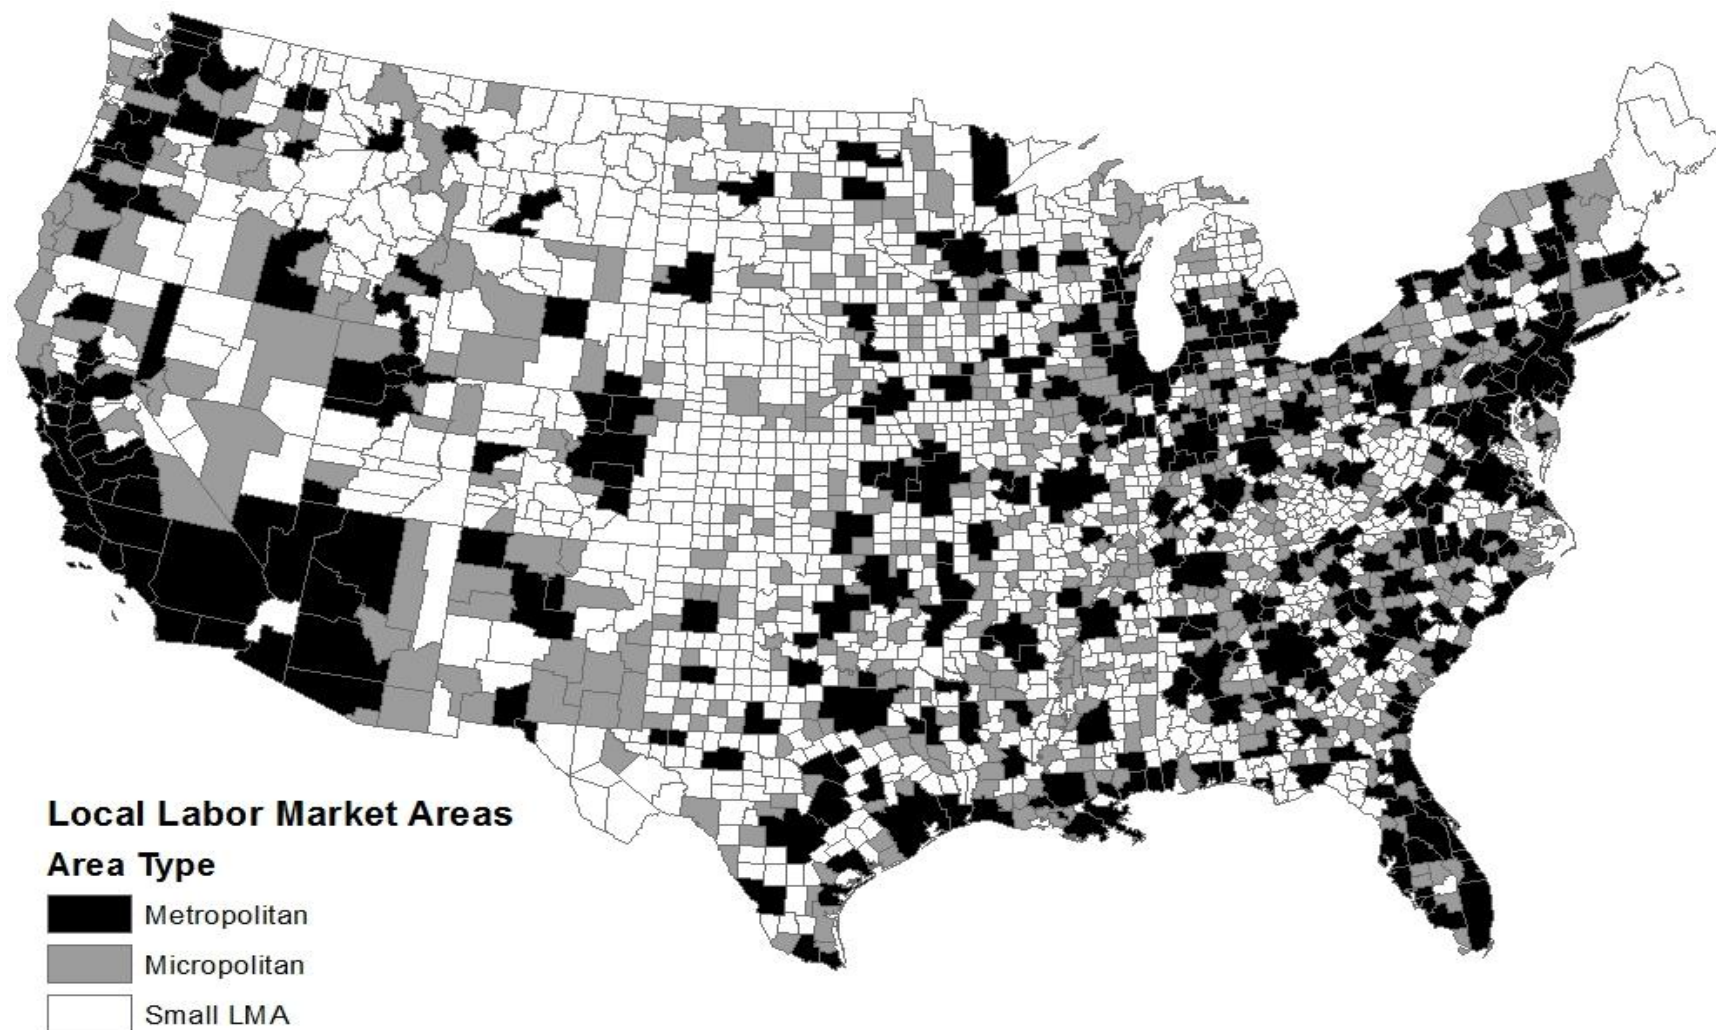 Local Labor Market Areas
Area Type
Metropolitan
Micropolitan
Small LMA